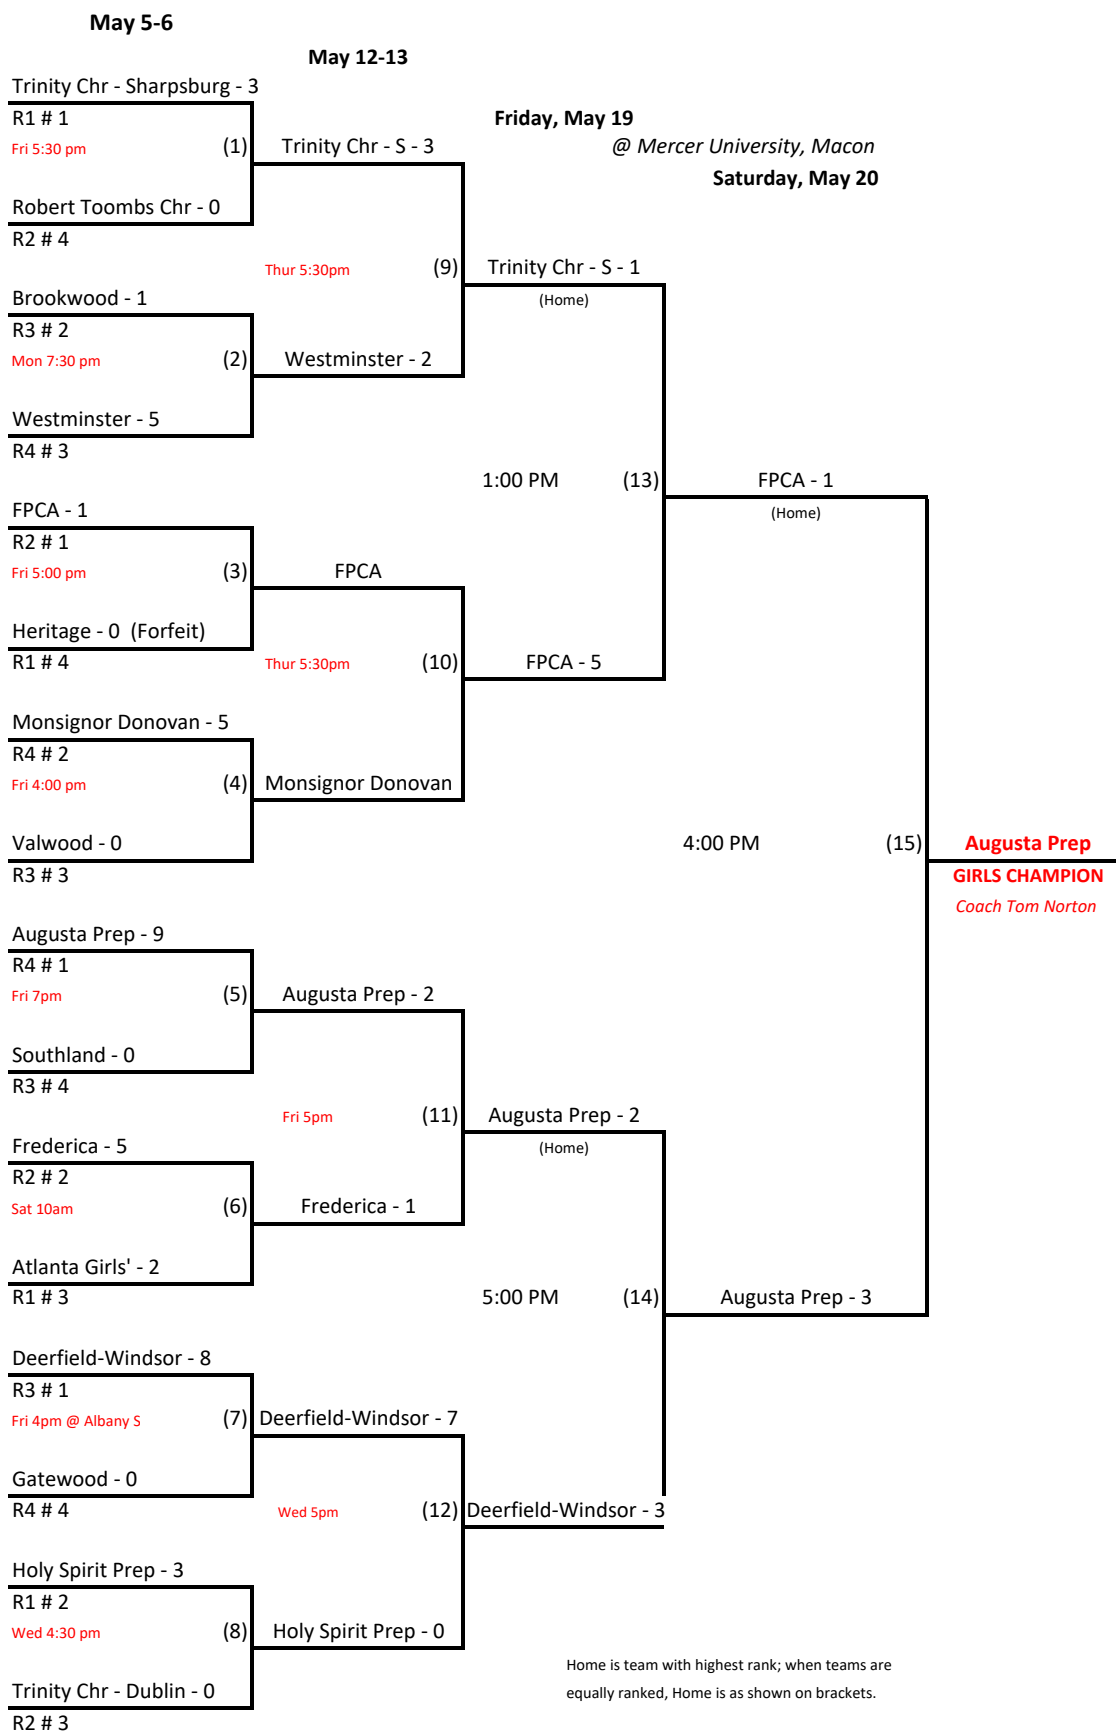 May 5-6
May 12-13
Trinity Chr - Sharpsburg - 3
R1 # 1
Friday, May 19
Fri 5:30 pm (1) Trinity Chr - S - 3 @ Mercer University, Macon
Saturday, May 20
Robert Toombs Chr - 0
R2 # 4
Thur 5:30pm (9) Trinity Chr - S - 1
Brookwood - 1 (Home)
R3 # 2
Mon 7:30 pm (2) Westminster - 2
Westminster - 5
R4 # 3
1:00 PM (13) FPCA - 1
FPCA - 1 (Home)
R2 # 1
Fri 5:00 pm (3) FPCA
Heritage - 0 (Forfeit)
R1 # 4 Thur 5:30pm (10) FPCA - 5
Monsignor Donovan - 5
R4 # 2
Fri 4:00 pm (4) Monsignor Donovan
Valwood - 0 4:00 PM (15) Augusta Prep
R3 # 3 GIRLS CHAMPION
Coach Tom Norton
Augusta Prep - 9
R4 # 1
Fri 7pm (5) Augusta Prep - 2
Southland - 0
R3 # 4
Fri 5pm (11) Augusta Prep - 2
Frederica - 5 (Home)
R2 # 2
Sat 10am (6) Frederica - 1
Atlanta Girls' - 2
R1 # 3 5:00 PM (14) Augusta Prep - 3
Deerfield-Windsor - 8
R3 # 1
Fri 4pm @ Albany S (7) Deerfield-Windsor - 7
Gatewood - 0
R4 # 4 Wed 5pm (12) Deerfield-Windsor - 3
Holy Spirit Prep - 3
R1 # 2
Wed 4:30 pm (8) Holy Spirit Prep - 0
Home is team with highest rank; when teams are
Trinity Chr - Dublin - 0 equally ranked, Home is as shown on brackets.
R2 # 3